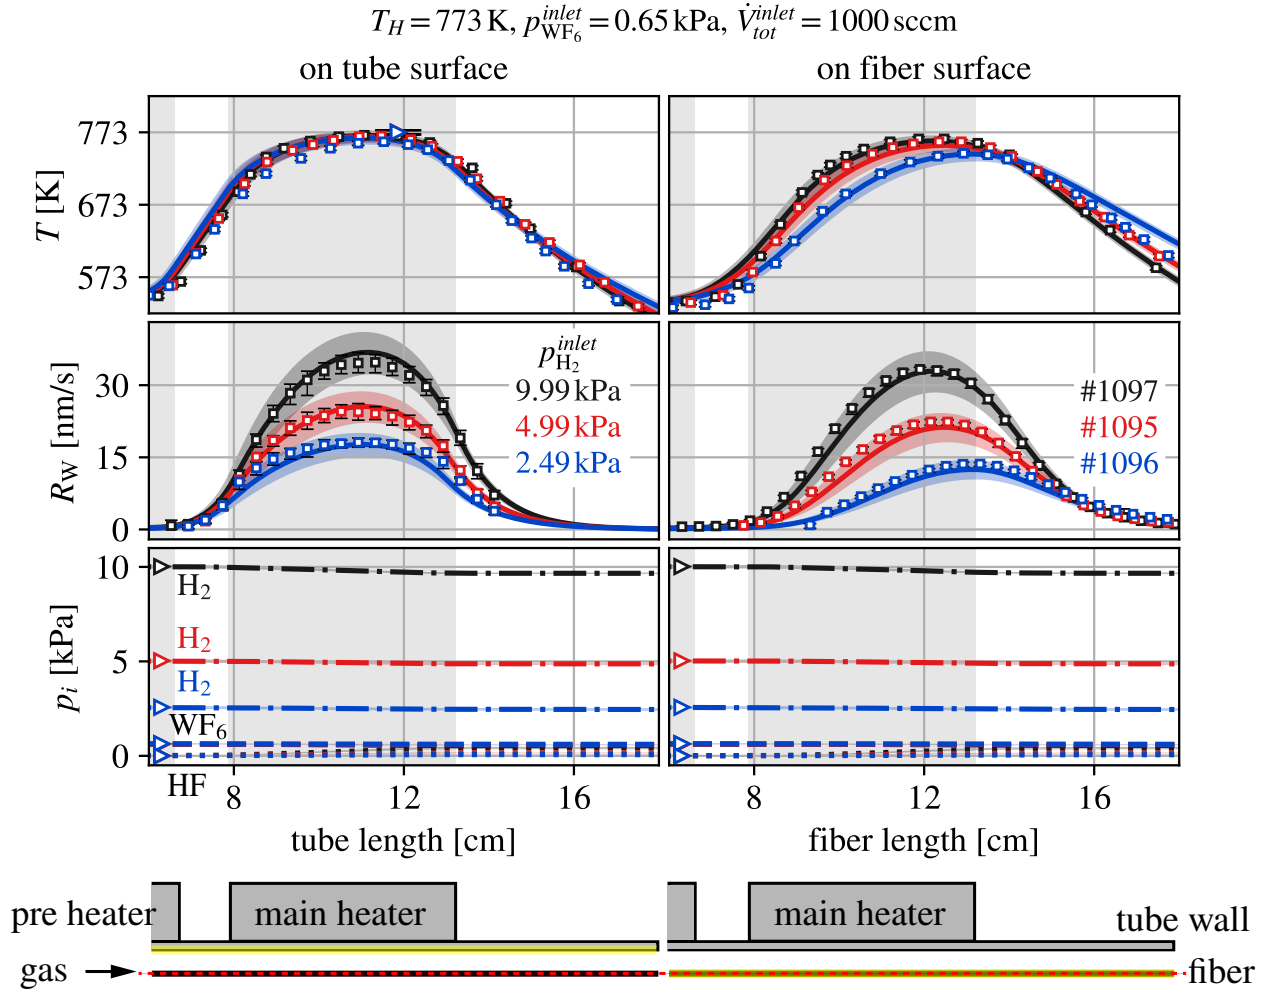 T_H = 773 K, p_WF6^inlet = 0.65 kPa, V̇_tot^inlet = 1000 sccm
on tube surface
on fiber surface
T [K]
773
673
573
R_W [nm/s]
30
15
0
p_H2^inlet
9.99 kPa
4.99 kPa
2.49 kPa
#1097
#1095
#1096
p_i [kPa]
10
5
0
H₂
H₂
H₂
WF₆
HF
8 12 16
8 12 16
tube length [cm]
fiber length [cm]
pre heater
main heater
main heater
tube wall
gas
fiber